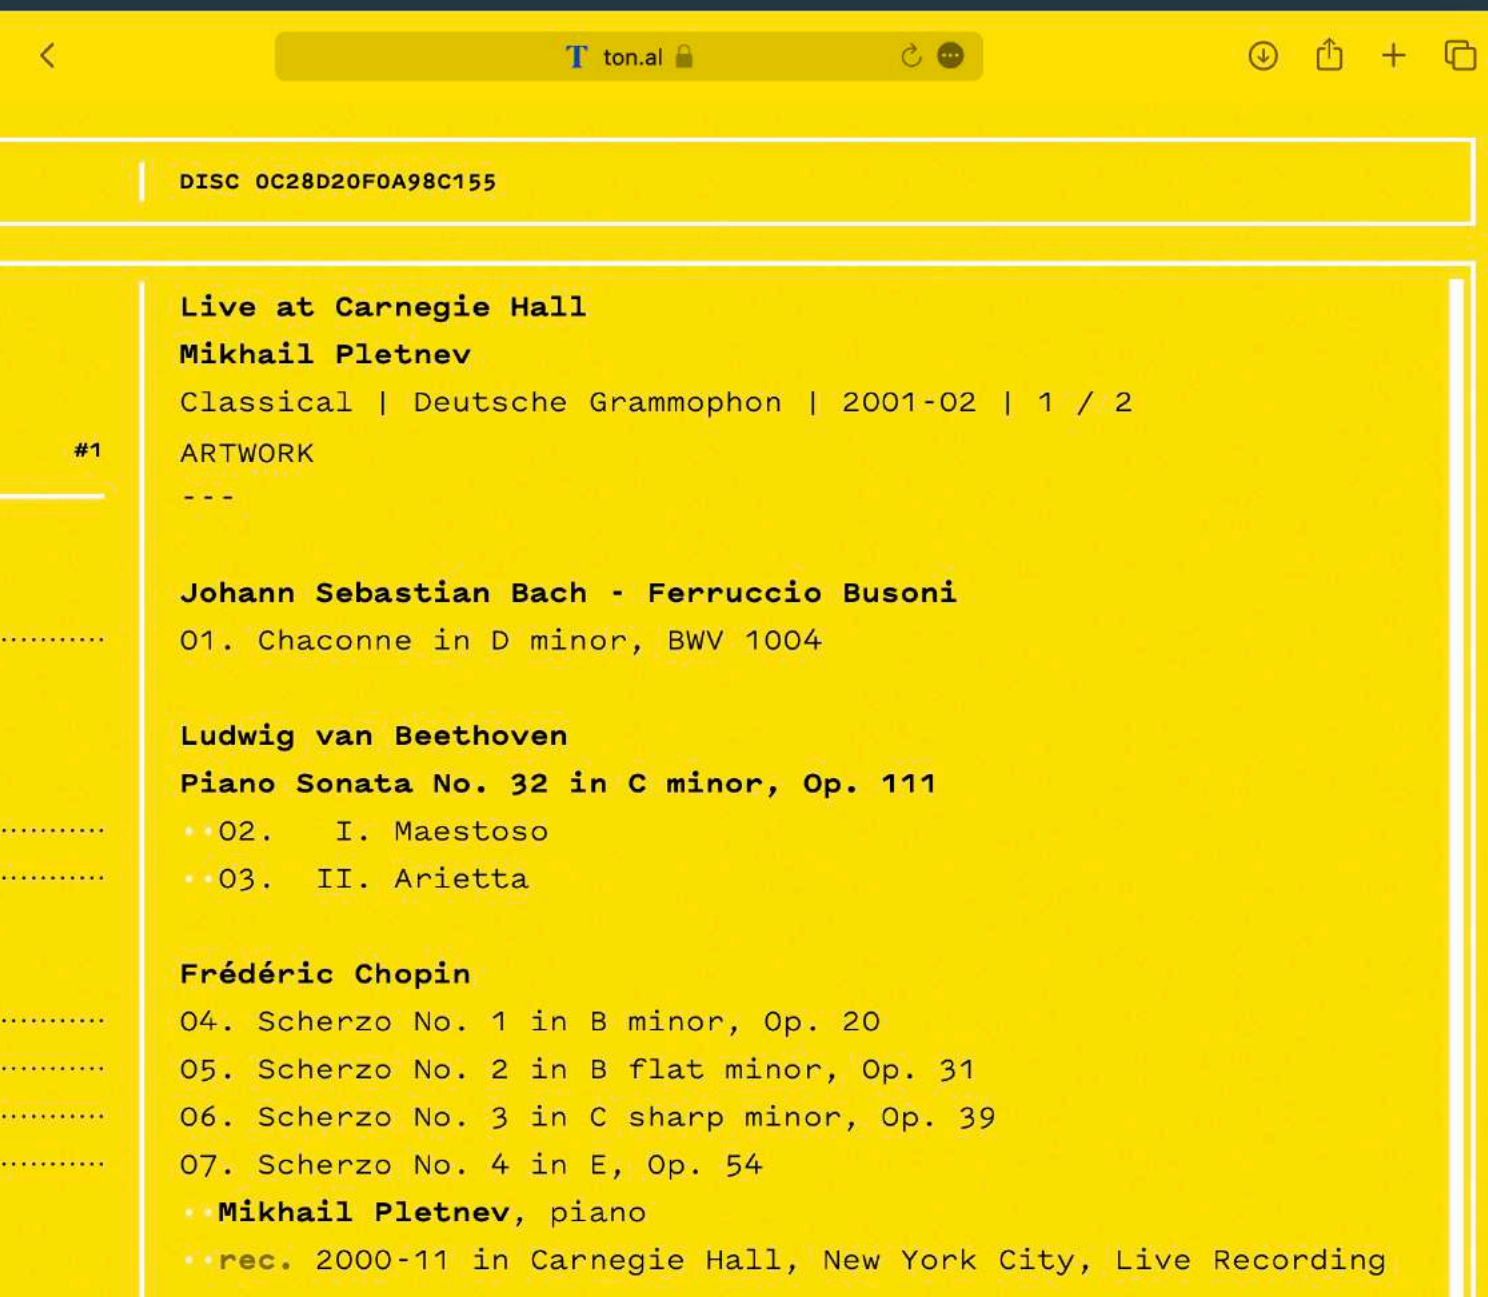 T ton.al
DISC 0C28D20F0A98C155
Live at Carnegie Hall
Mikhail Pletnev
Classical | Deutsche Grammophon | 2001-02 | 1 / 2
#1 ARTWORK
---
Johann Sebastian Bach - Ferruccio Busoni
01. Chaconne in D minor, BWV 1004
Ludwig van Beethoven
Piano Sonata No. 32 in C minor, Op. 111
··02. I. Maestoso
··03. II. Arietta
Frédéric Chopin
04. Scherzo No. 1 in B minor, Op. 20
05. Scherzo No. 2 in B flat minor, Op. 31
06. Scherzo No. 3 in C sharp minor, Op. 39
07. Scherzo No. 4 in E, Op. 54
··Mikhail Pletnev, piano
··rec. 2000-11 in Carnegie Hall, New York City, Live Recording